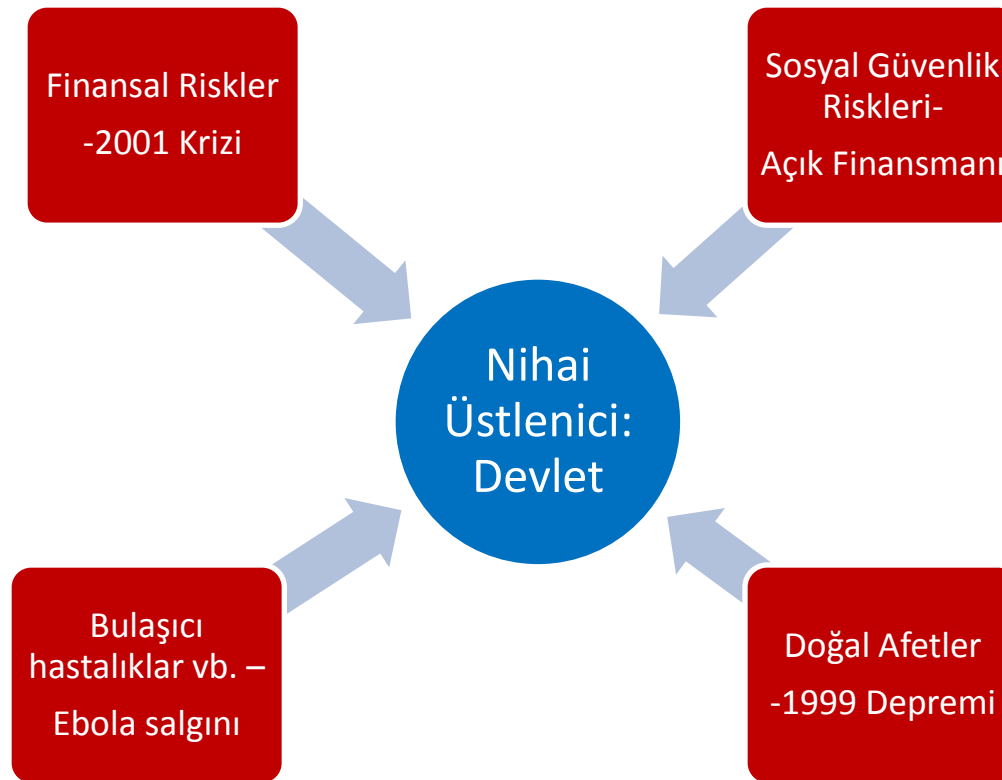 Finansal Riskler
-2001 Krizi
Sosyal Güvenlik
Riskleri-
Açık Finansmanı
Nihai
Üstlenici:
Devlet
Bulaşıcı
hastalıklar vb. –
Ebola salgını
Doğal Afetler
-1999 Depremi